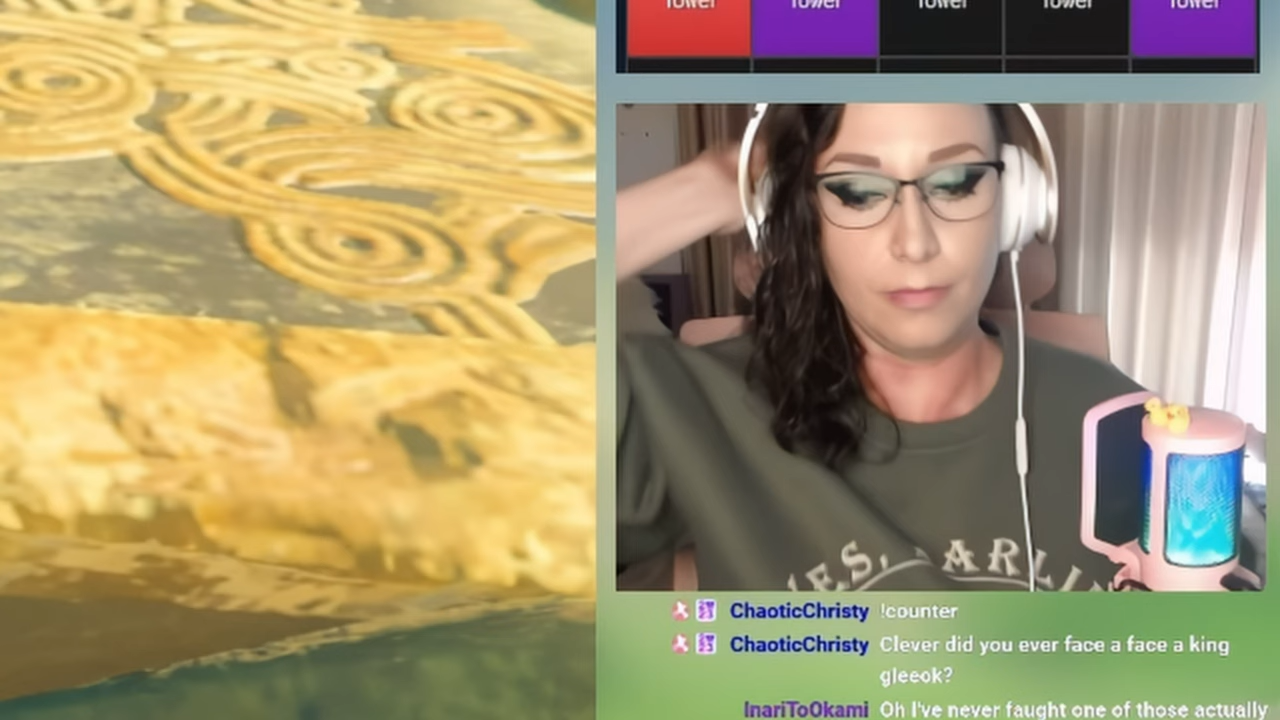 Tower Tower Tower Tower Tower
ChaoticChristy !counter
ChaoticChristy Clever did you ever face a face a king
gleeok?
InariToOkami Oh I've never faught one of those actually